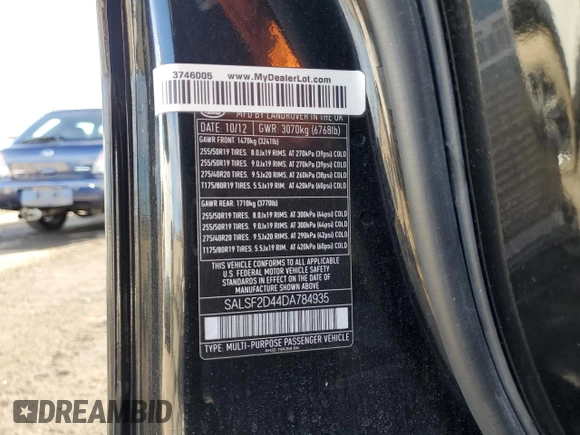 3746005 www.MyDealerLot.com
MFD BY LANDROVER IN THE UK
DATE 10/12 GWR 3070kg (6768lb)
GAWR FRONT 1470kg (3241lb)
255/50R19 TIRES. 8.0Jx19 RIMS. AT 270kPa (39psi) COLD
255/50R19 TIRES. 9.0Jx19 RIMS. AT 270kPa (39psi) COLD
275/40R20 TIRES. 9.5Jx20 RIMS. AT 260kPa (38psi) COLD
T175/80R19 TIRES. 5.5Jx19 RIM. AT 420kPa (60psi) COLD
GAWR REAR: 1710kg (3770lb)
255/50R19 TIRES. 8.0Jx19 RIMS. AT 300kPa (44psi) COLD
255/50R19 TIRES. 9.0Jx19 RIMS. AT 300kPa (44psi) COLD
275/40R20 TIRES. 9.5Jx20 RIMS. AT 290kPa (42psi) COLD
T175/80R19 TIRES. 5.5Jx19 RIM. AT 420kPa (60psi) COLD
THIS VEHICLE CONFORMS TO ALL APPLICABLE
U.S. FEDERAL MOTOR VEHICLE SAFETY STANDARDS
IN EFFECT ON THE DATE OF
MANUFACTURE SHOWN ABOVE
SALSF2D44DA784935
TYPE: MULTI-PURPOSE PASSENGER VEHICLE
DREAMBID